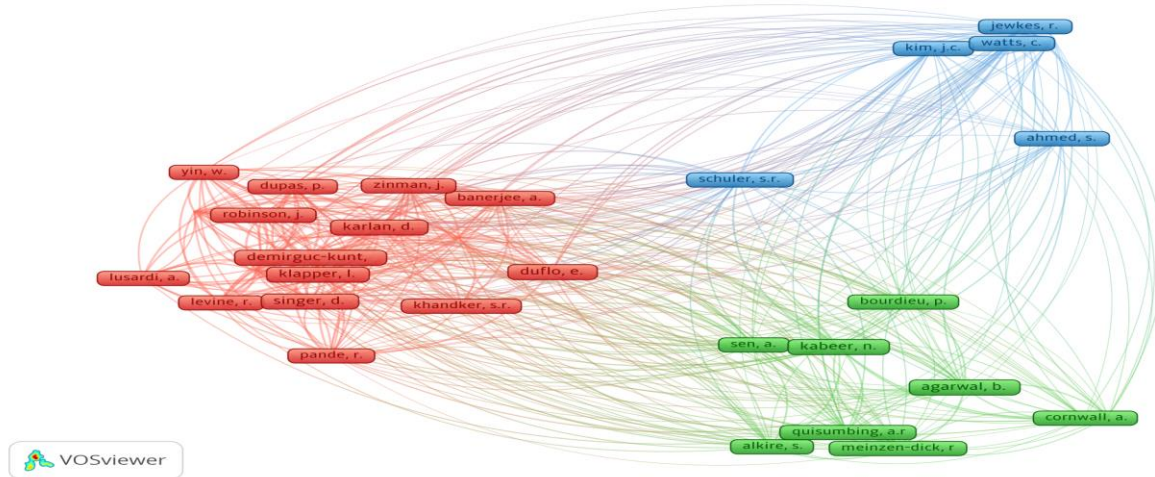 jewkes, r.
watts, c.
kim, j.c.
ahmed, s.
yin, w.
schuler, s.r.
dupas, p.
zinman, j.
banerjee, a.
robinson, j.
karlan, d.
demirguc-kunt,
klapper, l.
duflo, e.
lusardi, a.
levine, r.
singer, d.
khandker, s.r.
bourdieu, p.
sen, a.
kabeer, n.
pande, r.
agarwal, b.
cornwall, a.
quisumbing, a.r
alkire, s.
meinzen-dick, r
VOSviewer